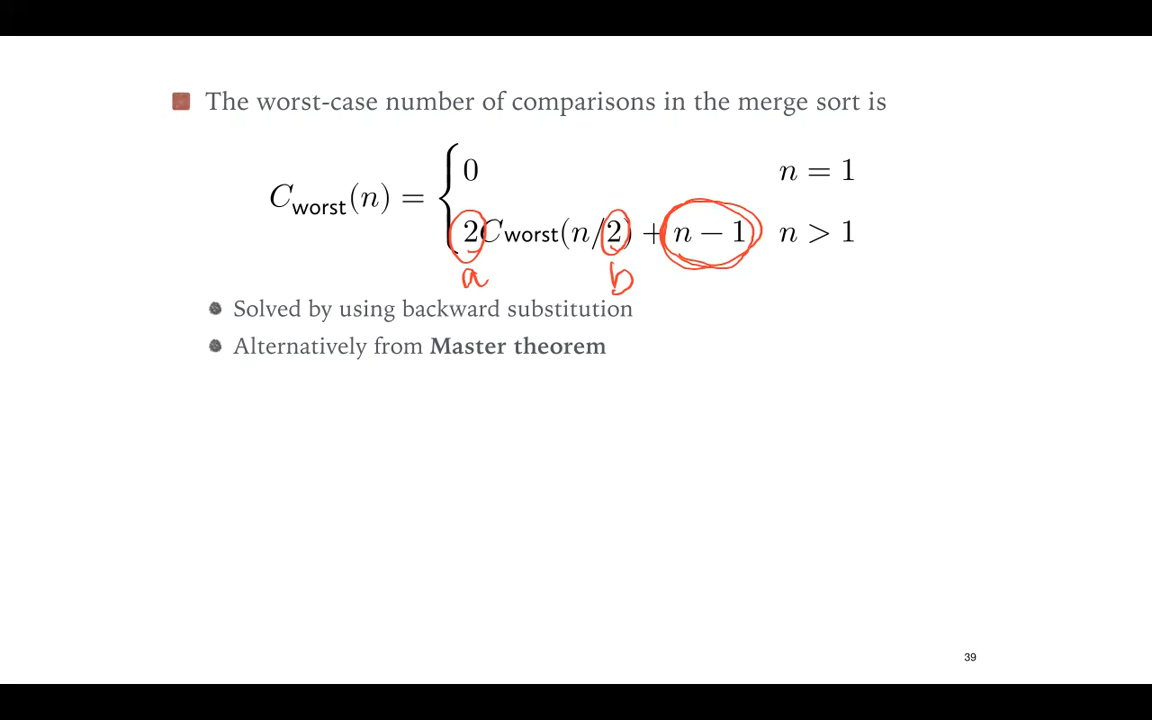 The worst-case number of comparisons in the merge sort is
0 n = 1
C_worst(n) =
2C_worst(n/2) + n − 1 n > 1
a b
Solved by using backward substitution
Alternatively from Master theorem
39